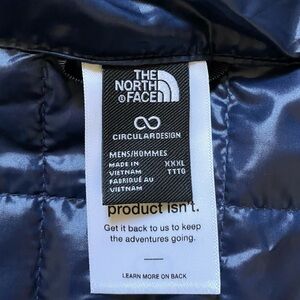 THE
NORTH
FACE
CIRCULARDESIGN
MENS/HOMMES
MADE IN XXXL
VIETNAM TTTG
FABRIQUÉ AU
VIETNAM
product isn't.
Get it back to us to keep
the adventures going.
LEARN MORE ON BACK